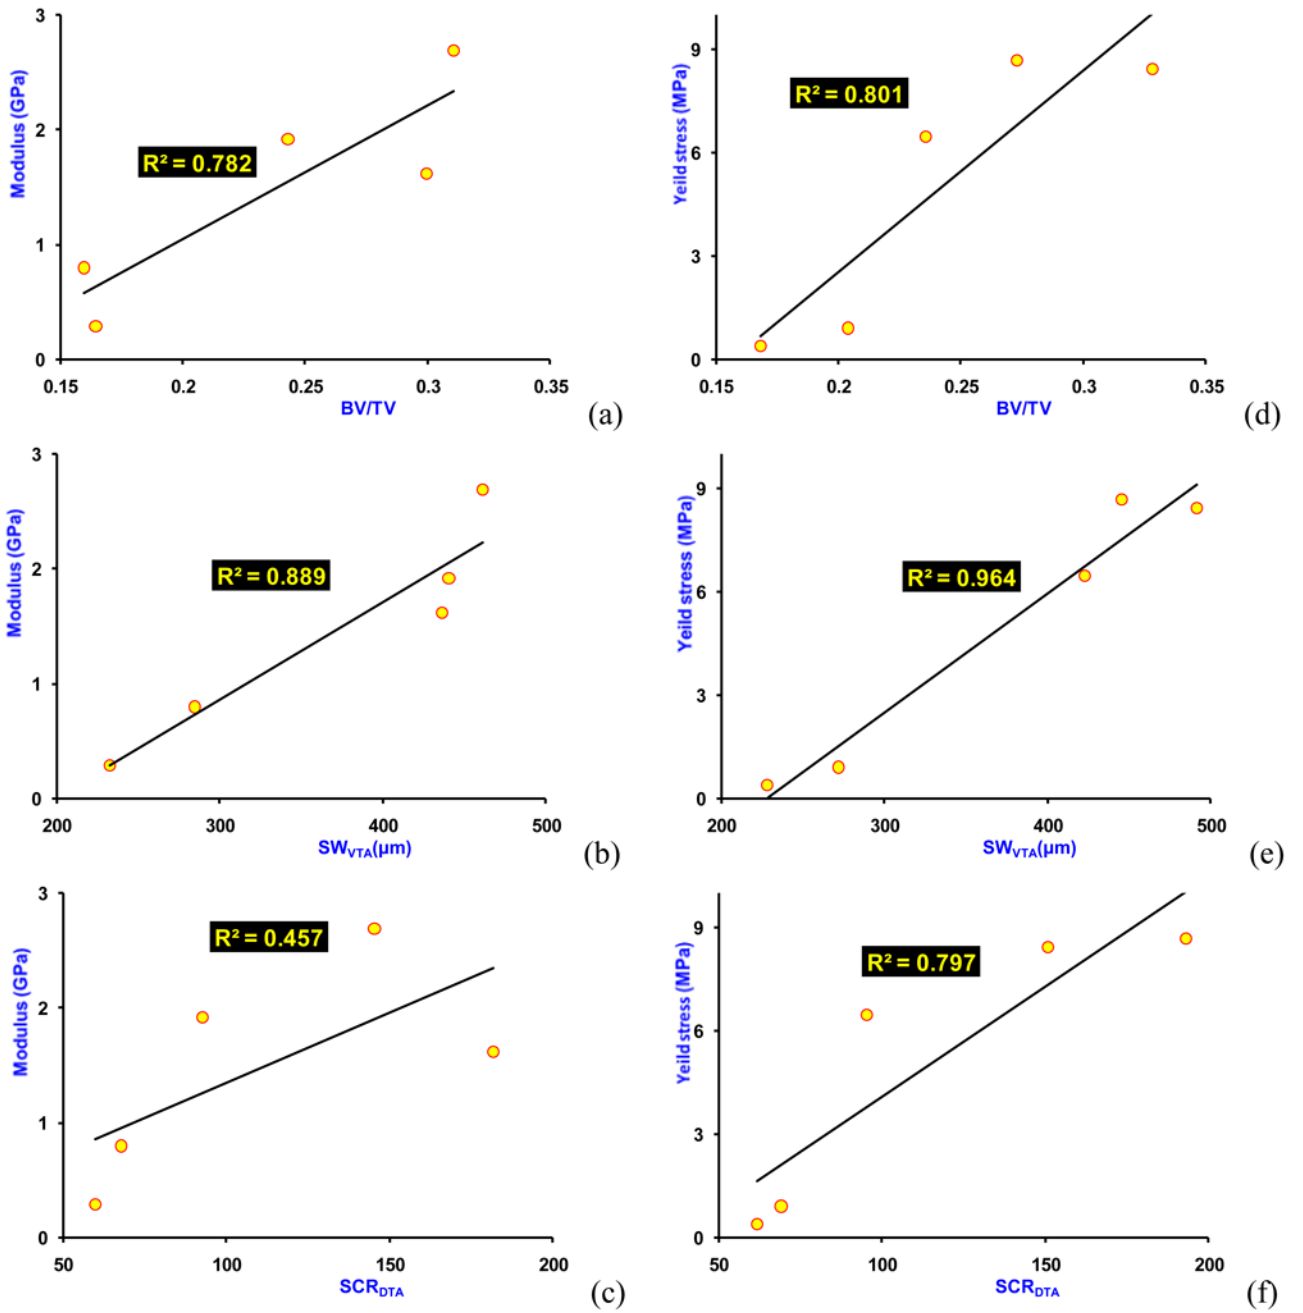 3
2
1
0
Modulus (GPa)
R² = 0.782
0.15 0.2 0.25 0.3 0.35
BV/TV
(a)
9
6
3
0
Yeild stress (MPa)
R² = 0.801
0.15 0.2 0.25 0.3 0.35
BV/TV
(d)
3
2
1
0
Modulus (GPa)
R² = 0.889
200 300 400 500
SWVTA(µm)
(b)
9
6
3
0
Yeild stress (MPa)
R² = 0.964
200 300 400 500
SWVTA(µm)
(e)
3
2
1
0
Modulus (GPa)
R² = 0.457
50 100 150 200
SCRDTA
(c)
9
6
3
0
Yeild stress (MPa)
R² = 0.797
50 100 150 200
SCRDTA
(f)